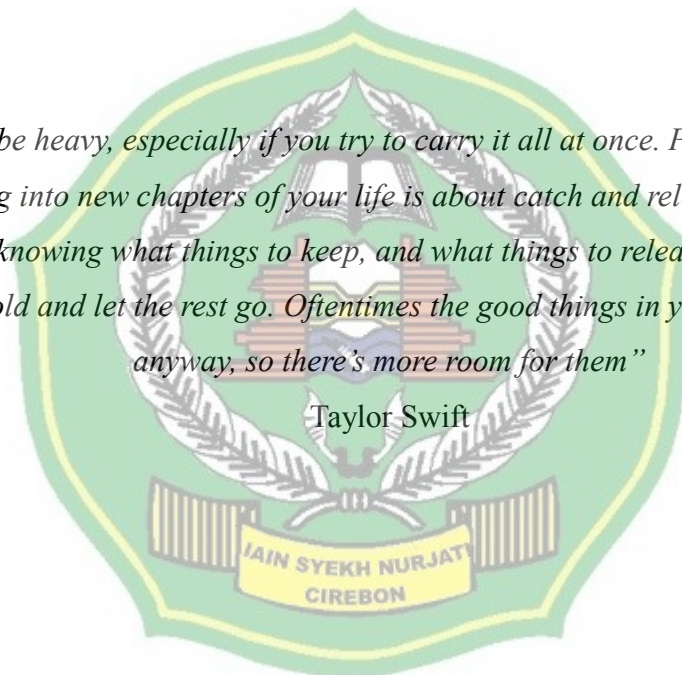 be heavy, especially if you try to carry it all at once. P
g into new chapters of your life is about catch and rel
knowing what things to keep, and what things to relea
old and let the rest go. Oftentimes the good things in y
anyway, so there’s more room for them”
Taylor Swift
IAIN SYEKH NURJATI
CIREBON